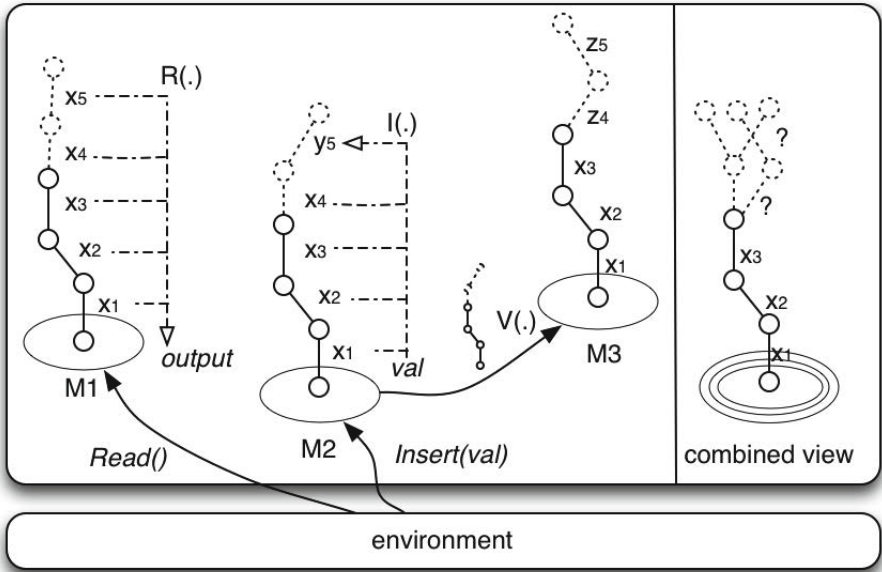 R(.)
x5
x4
x3
x2
x1
output
M1
Read()
I(.)
y5
x4
x3
x2
x1
val
M2
Insert(val)
V(.)
z5
z4
x3
x2
x1
M3
?
?
x3
x2
x1
combined view
environment